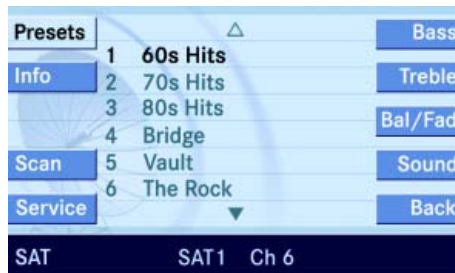 Presets
Info
Scan
Service
1 60s Hits
2 70s Hits
3 80s Hits
4 Bridge
5 Vault
6 The Rock
Bass
Treble
Bal/Fad
Sound
Back
SAT SAT1 Ch 6